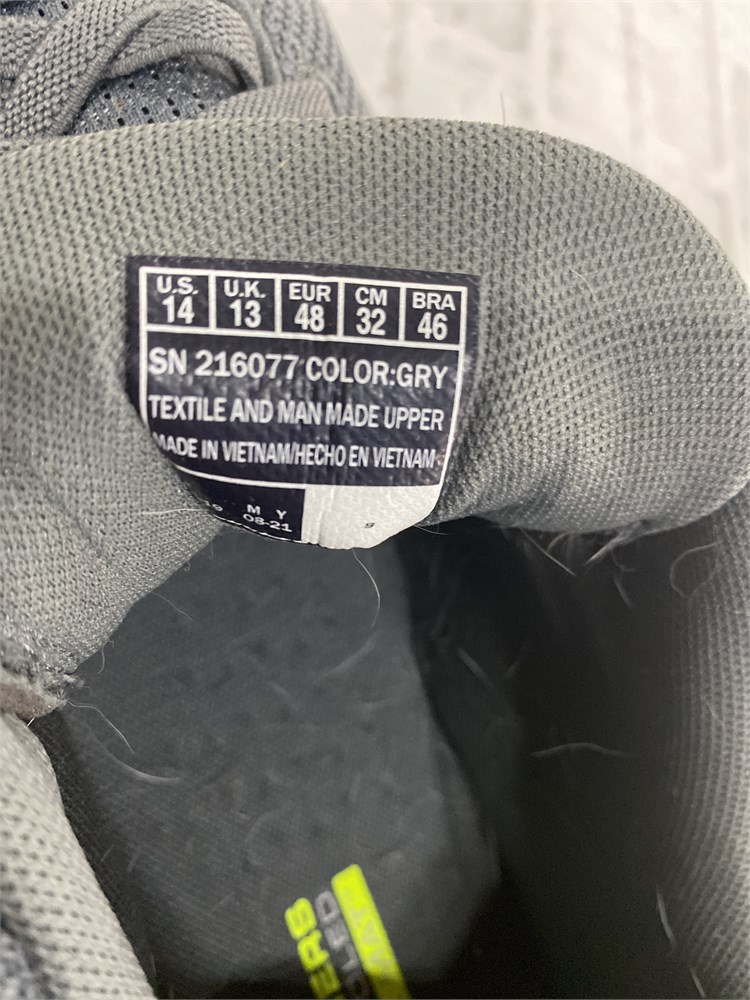 U.S. U.K. EUR CM BRA
14 13 48 32 46
SN 216077 COLOR:GRY
TEXTILE AND MAN MADE UPPER
MADE IN VIETNAM/HECHO EN VIETNAM
M Y
08-21